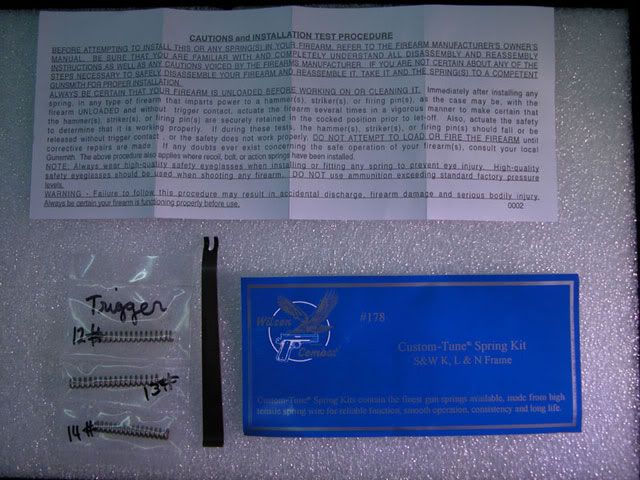 CAUTIONS and INSTALLATION TEST PROCEDURE
BEFORE ATTEMPTING TO INSTALL THIS OR ANY SPRING(S) IN YOUR FIREARM, REFER TO THE FIREARM MANUFACTURER'S OWNER'S
MANUAL. BE SURE THAT YOU ARE FAMILIAR WITH AND COMPLETELY UNDERSTAND ALL DISASSEMBLY AND REASSEMBLY
INSTRUCTIONS AS WELL AS ANY CAUTIONS VOICED BY THE FIREARMS MANUFACTURER. IF YOU ARE NOT CERTAIN ABOUT ANY OF THE
STEPS NECESSARY TO SAFELY DISASSEMBLE YOUR FIREARM AND REASSEMBLE IT, TAKE IT AND THE SPRING(S) TO A COMPETENT
GUNSMITH FOR PROPER INSTALLATION.
ALWAYS BE CERTAIN THAT YOUR FIREARM IS UNLOADED BEFORE WORKING ON OR CLEANING IT. Immediately after installing any
spring, in any type of firearm that imparts power to a hammer(s), striker(s), or firing pin(s), as the case may be, with the
firearm UNLOADED and without trigger contact, actuate the firearm several times in a vigorous manner to make certain that
the hammer(s), striker(s), or firing pin(s) are securely retained in the cocked position prior to let-off. Also, actuate the safety
to determine that it is working properly. If during these tests, the hammer(s), striker(s), or firing pin(s) should fall or be
released without trigger contact, or the safety does not work properly, DO NOT ATTEMPT TO LOAD OR FIRE THE FIREARM until
corrective repairs are made. If any doubts ever exist concerning the safe operation of your firearm(s), consult your local
Gunsmith. The above procedure also applies where recoil, bolt, or action springs have been installed.
NOTE: Always wear high-quality safety eyeglasses when installing or fitting any spring to prevent eye injury. High-quality
safety eyeglasses should be used when shooting any firearm. DO NOT use ammunition exceeding standard factory pressure
levels.
WARNING - Failure to follow this procedure may result in accidental discharge, firearm damage and serious bodily injury.
Always be certain your firearm is functioning properly before use. 0002
Trigger
12#
13#
14#
Wilson
Combat
#178
Custom-Tune® Spring Kit
S&W K, L & N Frame
Custom-Tune® Spring Kits contain the finest gun springs available, made from high
tensile spring wire for reliable function, smooth operation, consistency and long life.